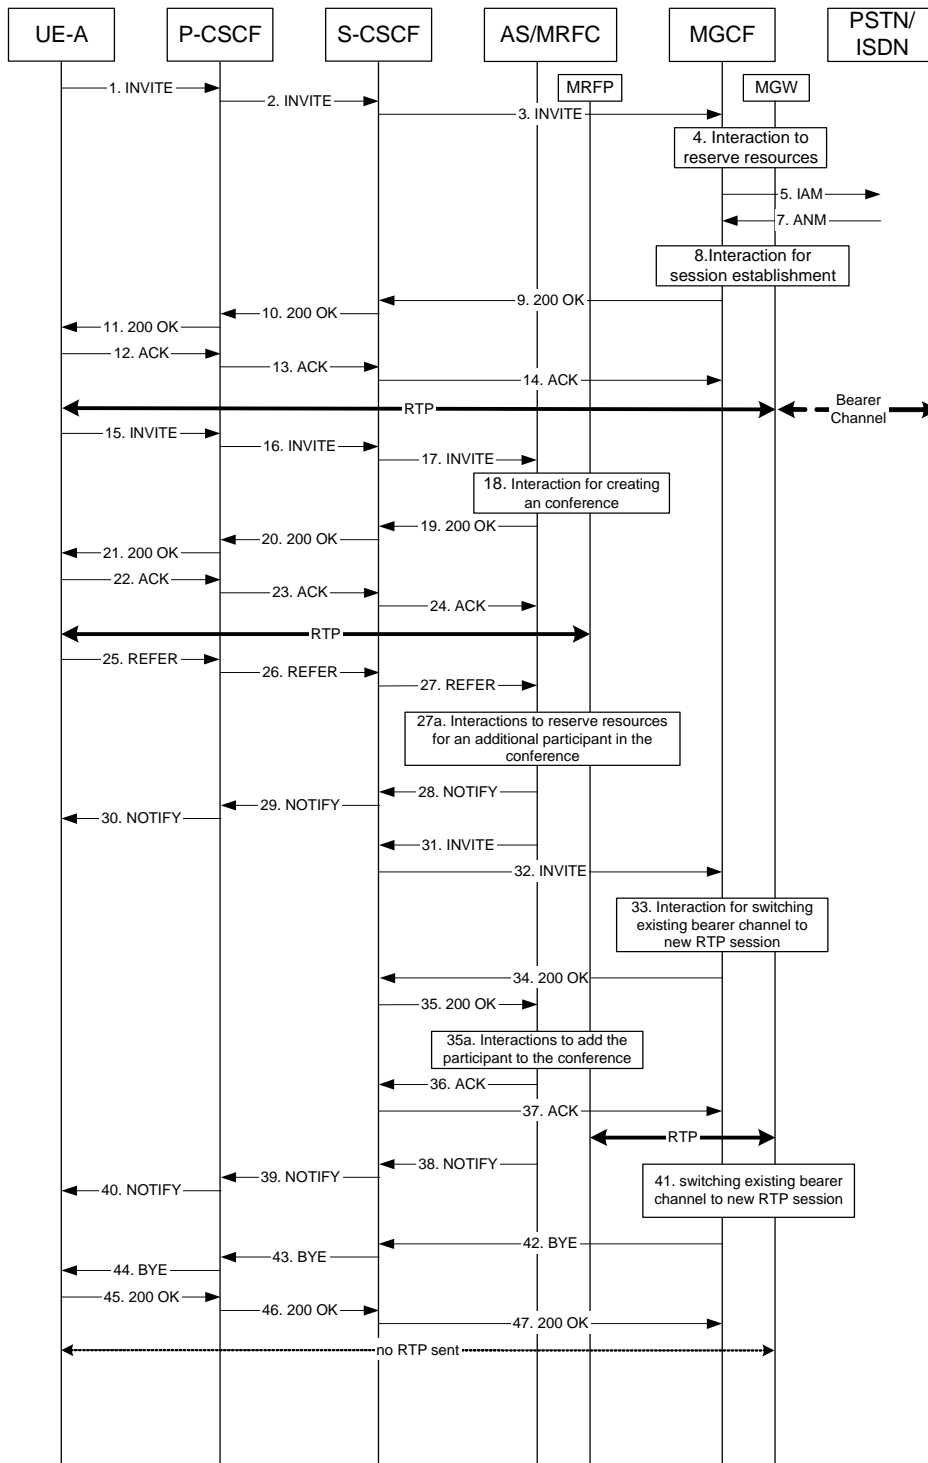 UE-A
P-CSCF
S-CSCF
AS/MRFC
MGCF
PSTN/
ISDN
MRFP
MGW
1. INVITE
2. INVITE
3. INVITE
4. Interaction to
reserve resources
5. IAM
7. ANM
8.Interaction for
session establishment
9. 200 OK
10. 200 OK
11. 200 OK
12. ACK
13. ACK
14. ACK
RTP
Bearer
Channel
15. INVITE
16. INVITE
17. INVITE
18. Interaction for creating
an conference
19. 200 OK
20. 200 OK
21. 200 OK
22. ACK
23. ACK
24. ACK
RTP
25. REFER
26. REFER
27. REFER
27a. Interactions to reserve resources
for an additional participant in the
conference
28. NOTIFY
29. NOTIFY
30. NOTIFY
31. INVITE
32. INVITE
33. Interaction for switching
existing bearer channel to
new RTP session
34. 200 OK
35. 200 OK
35a. Interactions to add the
participant to the conference
36. ACK
37. ACK
RTP
38. NOTIFY
39. NOTIFY
40. NOTIFY
41. switching existing bearer
channel to new RTP session
42. BYE
43. BYE
44. BYE
45. 200 OK
46. 200 OK
47. 200 OK
no RTP sent